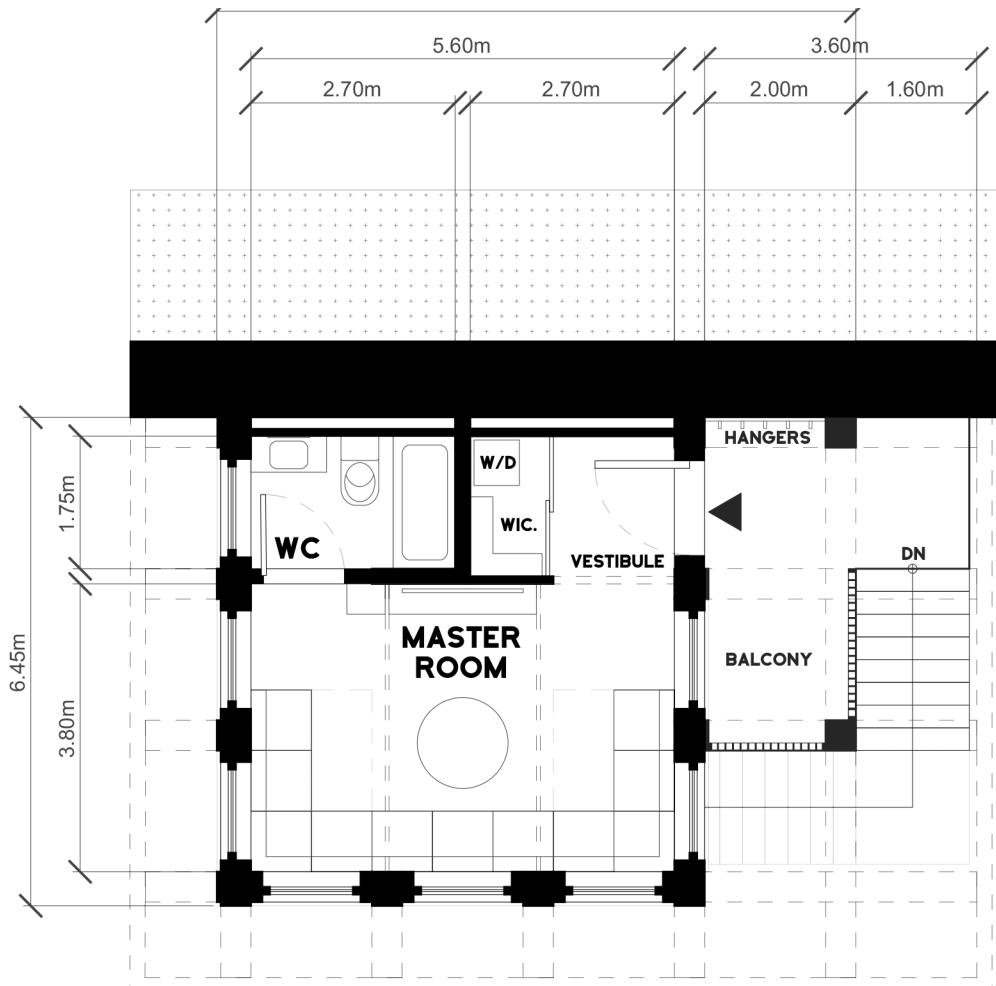 5.60m
3.60m
2.70m
2.70m
2.00m
1.60m
HANGERS
W/D
1.75m
WIC.
WC
VESTIBULE
DN
MASTER
ROOM
BALCONY
6.45m
3.80m